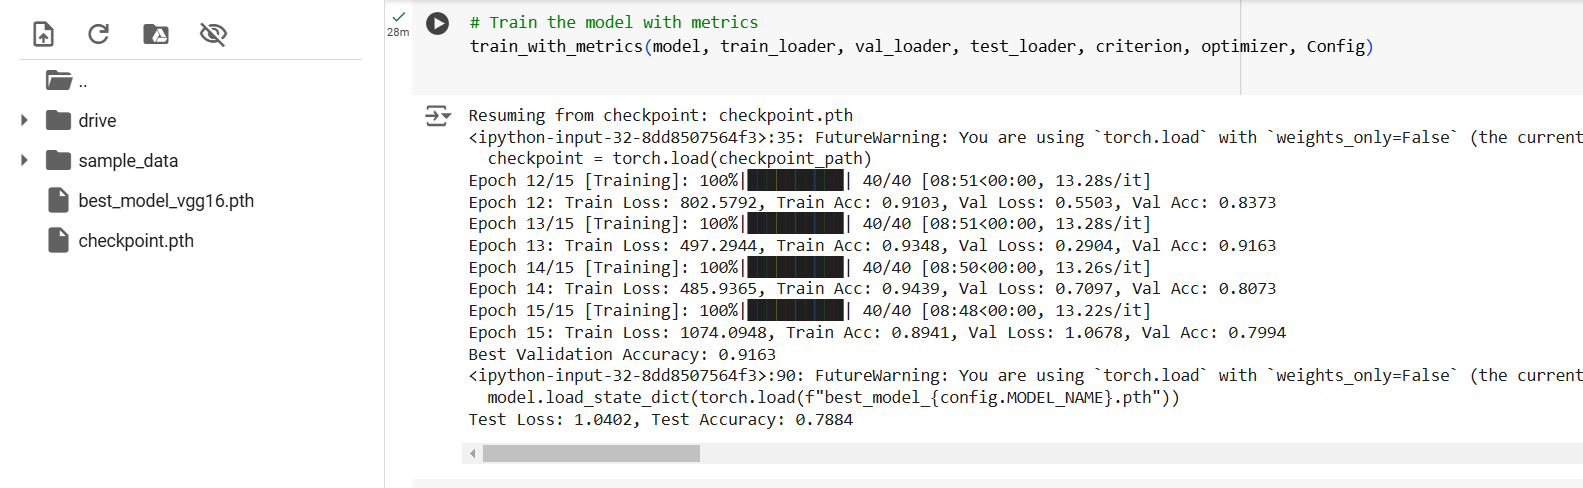 ..
drive
sample_data
best_model_vgg16.pth
checkpoint.pth
28m
# Train the model with metrics
train_with_metrics(model, train_loader, val_loader, test_loader, criterion, optimizer, Config)
Resuming from checkpoint: checkpoint.pth
<ipython-input-32-8dd8507564f3>:35: FutureWarning: You are using `torch.load` with `weights_only=False` (the current
checkpoint = torch.load(checkpoint_path)
Epoch 12/15 [Training]: 100%|██████████| 40/40 [08:51<00:00, 13.28s/it]
Epoch 12: Train Loss: 802.5792, Train Acc: 0.9103, Val Loss: 0.5503, Val Acc: 0.8373
Epoch 13/15 [Training]: 100%|██████████| 40/40 [08:51<00:00, 13.28s/it]
Epoch 13: Train Loss: 497.2944, Train Acc: 0.9348, Val Loss: 0.2904, Val Acc: 0.9163
Epoch 14/15 [Training]: 100%|██████████| 40/40 [08:50<00:00, 13.26s/it]
Epoch 14: Train Loss: 485.9365, Train Acc: 0.9439, Val Loss: 0.7097, Val Acc: 0.8073
Epoch 15/15 [Training]: 100%|██████████| 40/40 [08:48<00:00, 13.22s/it]
Epoch 15: Train Loss: 1074.0948, Train Acc: 0.8941, Val Loss: 1.0678, Val Acc: 0.7994
Best Validation Accuracy: 0.9163
<ipython-input-32-8dd8507564f3>:90: FutureWarning: You are using `torch.load` with `weights_only=False` (the current
model.load_state_dict(torch.load(f"best_model_{config.MODEL_NAME}.pth"))
Test Loss: 1.0402, Test Accuracy: 0.7884